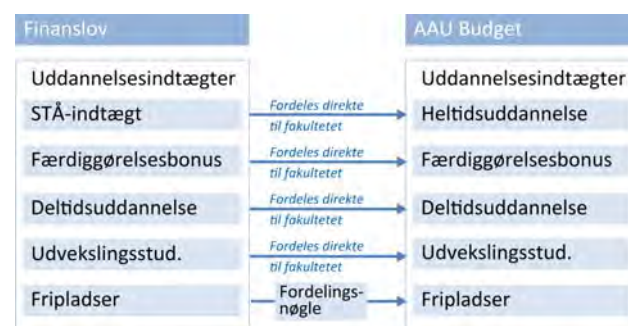 Finanslov
AAU Budget
Uddannelsesindtægter
Uddannelsesindtægter
STÅ-indtægt
Fordeles direkte
til fakultetet
Heltidsuddannelse
Færdiggørelsesbonus
Fordeles direkte
til fakultetet
Færdiggørelsesbonus
Deltidsuddannelse
Fordeles direkte
til fakultetet
Deltidsuddannelse
Udvekslingsstud.
Fordeles direkte
til fakultetet
Udvekslingsstud.
Fripladser
Fordelings-
nøgle
Fripladser